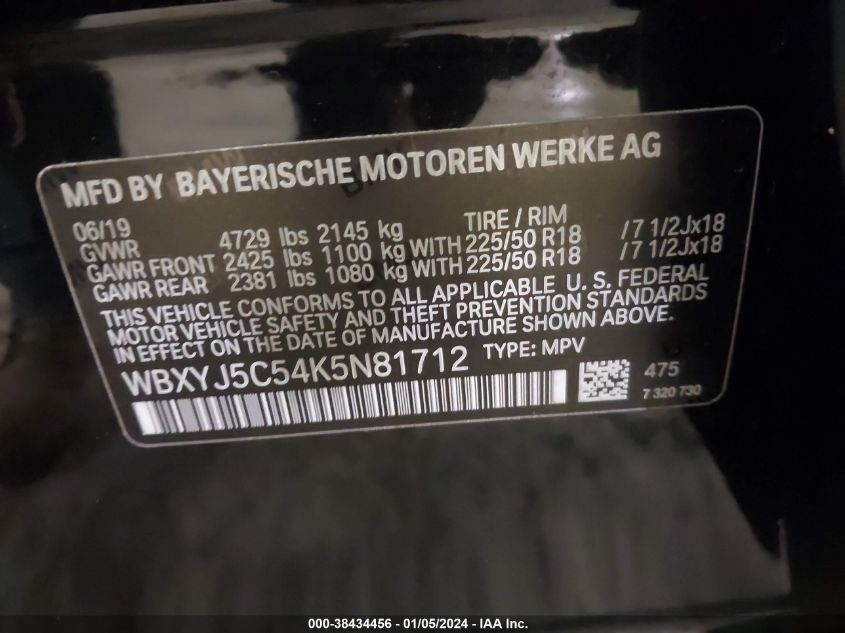 MFD BY BAYERISCHE MOTOREN WERKE AG
06/19 TIRE / RIM
GVWR 4729 lbs 2145 kg
GAWR FRONT 2425 lbs 1100 kg WITH 225/50 R18 /7 1/2Jx18
GAWR REAR 2381 lbs 1080 kg WITH 225/50 R18 /7 1/2Jx18
THIS VEHICLE CONFORMS TO ALL APPLICABLE U. S. FEDERAL
MOTOR VEHICLE SAFETY AND THEFT PREVENTION STANDARDS
IN EFFECT ON THE DATE OF MANUFACTURE SHOWN ABOVE.
WBXYJ5C54K5N81712 TYPE: MPV
475
7 320 730
000-38434456 - 01/05/2024 - IAA Inc.